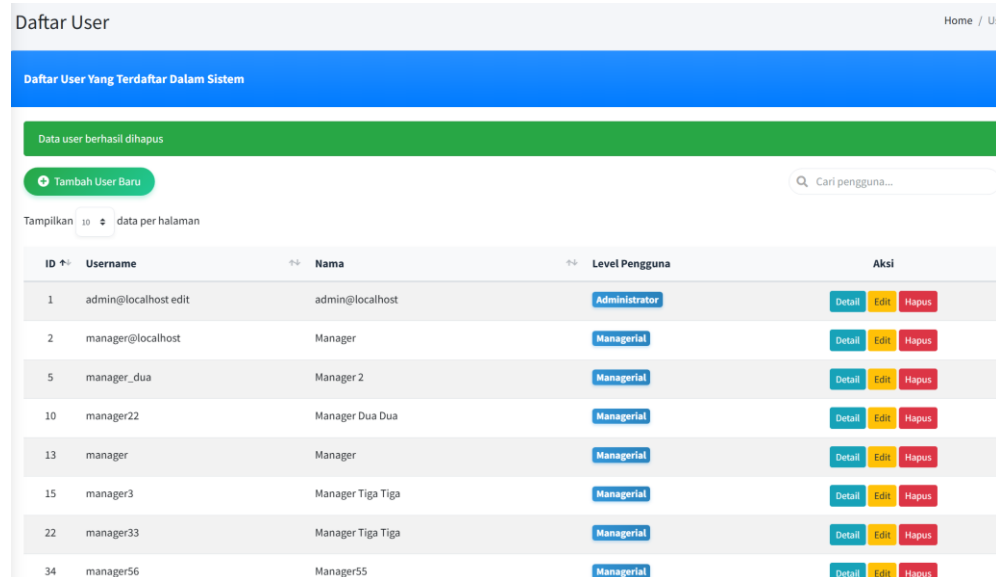 Daftar User
Home /
Daftar User Yang Terdaftar Dalam Sistem
Data user berhasil dihapus
Tambah User Baru
Cari pengguna...
Tampilkan 10 data per halaman
ID Username Nama Level Pengguna Aksi
1 admin@localhost edit admin@localhost Administrator Detail Edit Hapus
2 manager@localhost Manager Managerial Detail Edit Hapus
5 manager_dua Manager 2 Managerial Detail Edit Hapus
10 manager22 Manager Dua Dua Managerial Detail Edit Hapus
13 manager Manager Managerial Detail Edit Hapus
15 manager3 Manager Tiga Tiga Managerial Detail Edit Hapus
22 manager33 Manager Tiga Tiga Managerial Detail Edit Hapus
34 manager56 Manager55 Managerial Detail Edit Hapus